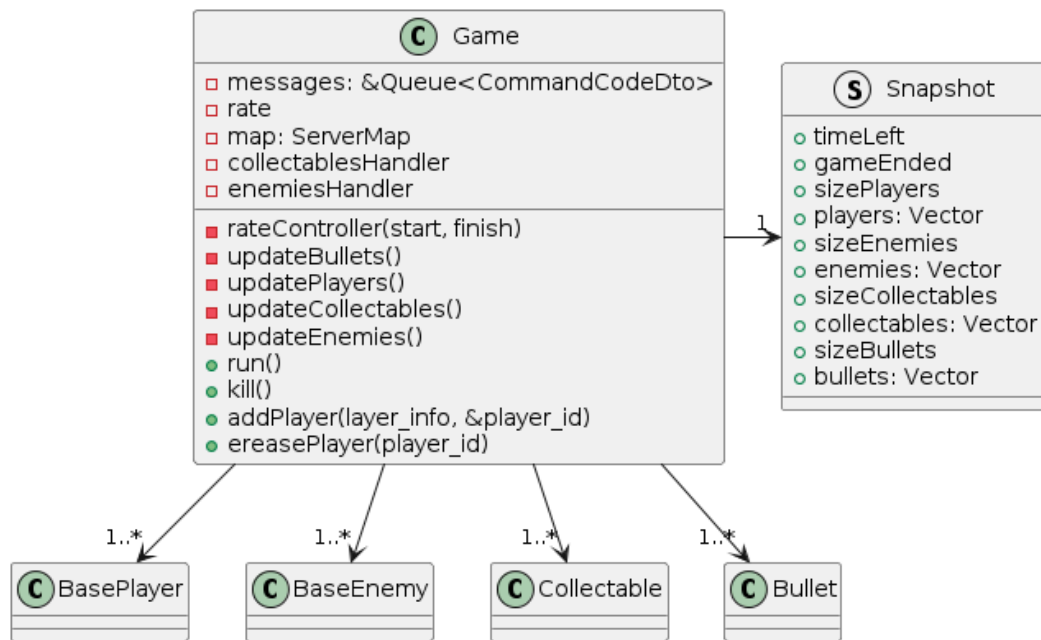 C Game
messages: &Queue<CommandCodeDto>
rate
map: ServerMap
collectablesHandler
enemiesHandler
rateController(start, finish)
updateBullets()
updatePlayers()
updateCollectables()
updateEnemies()
run()
kill()
addPlayer(layer_info, &player_id)
ereasePlayer(player_id)
1
S Snapshot
timeLeft
gameEnded
sizePlayers
players: Vector
sizeEnemies
enemies: Vector
sizeCollectables
collectables: Vector
sizeBullets
bullets: Vector
1..*
1..*
1..*
1..*
C BasePlayer
C BaseEnemy
C Collectable
C Bullet